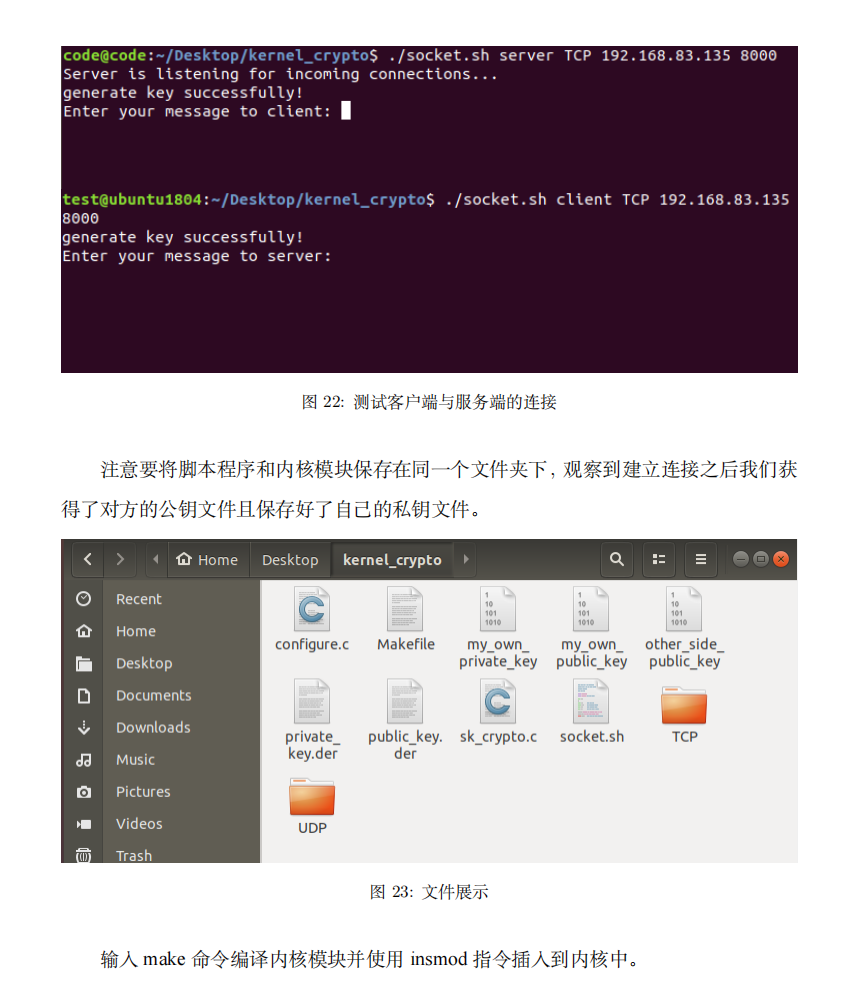 code@code:~/Desktop/kernel_crypto$ ./socket.sh server TCP 192.168.83.135 8000
Server is listening for incoming connections...
generate key successfully!
Enter your message to client:
test@ubuntu1804:~/Desktop/kernel_crypto$ ./socket.sh client TCP 192.168.83.135
8000
generate key successfully!
Enter your message to server:
图 22: 测试客户端与服务端的连接
注意要将脚本程序和内核模块保存在同一个文件夹下, 观察到建立连接之后我们获
得了对方的公钥文件且保存好了自己的私钥文件。
Home Desktop kernel_crypto
Recent
Home
Desktop
Documents
Downloads
Music
Pictures
Videos
Trash
configure.c
Makefile
my_own_
private_key
my_own_
public_key
other_side_
public_key
private_
key.der
public_key.
der
sk_crypto.c
socket.sh
TCP
UDP
图 23: 文件展示
输入 make 命令编译内核模块并使用 insmod 指令插入到内核中。